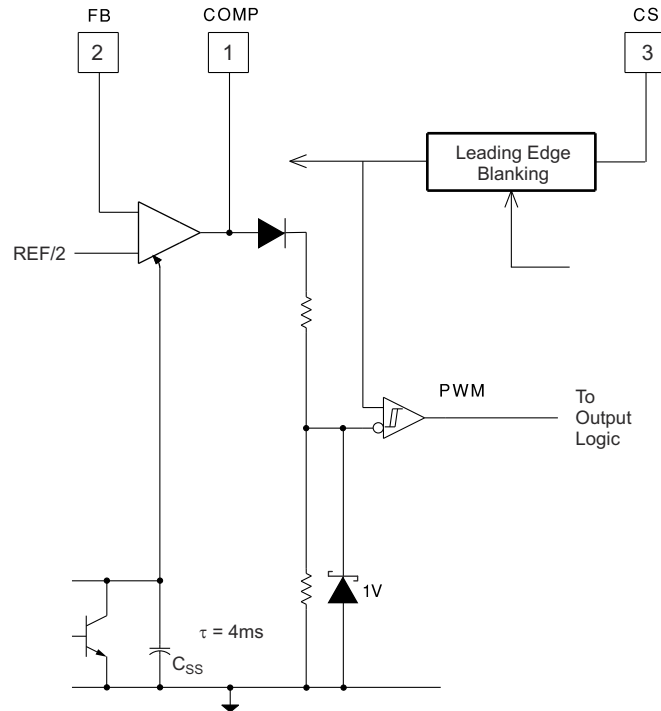 FB
COMP
CS
2
1
3
Leading Edge
Blanking
REF/2
PWM
To
Output
Logic
1V
τ = 4ms
CSS